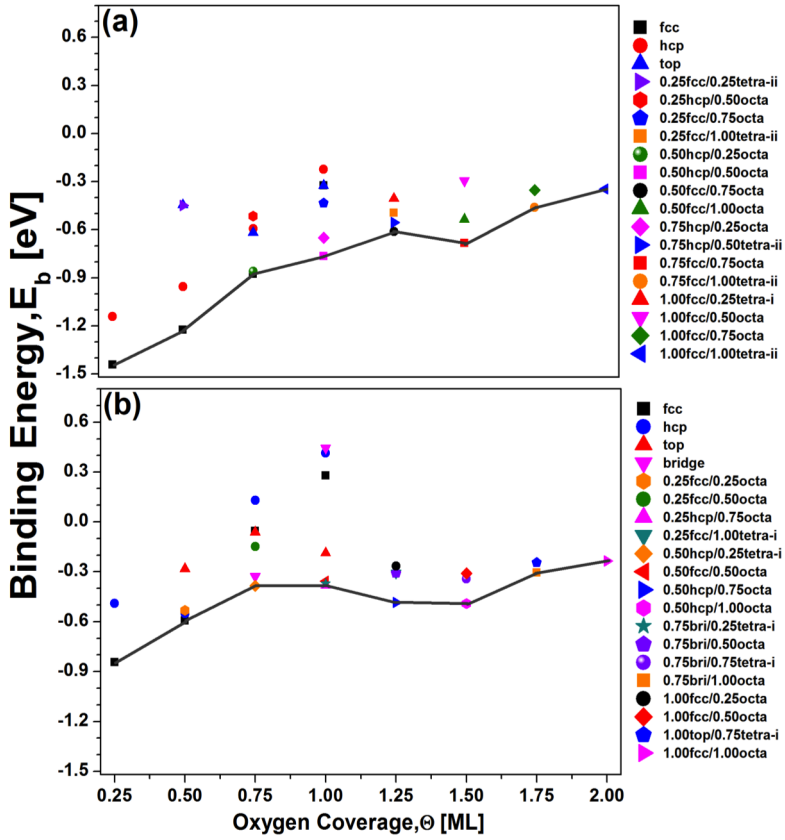 (a)
0.6
0.3
0.0
-0.3
-0.6
-0.9
-1.2
-1.5
fcc
hcp
top
0.25fcc/0.25tetra-ii
0.25hcp/0.50octa
0.25fcc/0.75octa
0.25fcc/1.00tetra-ii
0.50hcp/0.25octa
0.50hcp/0.50octa
0.50fcc/0.75octa
0.50fcc/1.00octa
0.75hcp/0.25octa
0.75hcp/0.50tetra-ii
0.75fcc/0.75octa
0.75fcc/1.00tetra-ii
1.00fcc/0.25tetra-i
1.00fcc/0.50octa
1.00fcc/0.75octa
1.00fcc/1.00tetra-ii
Binding Energy,E_b [eV]
(b)
0.6
0.3
0.0
-0.3
-0.6
-0.9
-1.2
-1.5
fcc
hcp
top
bridge
0.25fcc/0.25octa
0.25fcc/0.50octa
0.25hcp/0.75octa
0.25fcc/1.00tetra-i
0.50hcp/0.25tetra-i
0.50fcc/0.50octa
0.50hcp/0.75octa
0.50hcp/1.00octa
0.75bri/0.25tetra-i
0.75bri/0.50octa
0.75bri/0.75tetra-i
0.75bri/1.00octa
1.00fcc/0.25octa
1.00fcc/0.50octa
1.00top/0.75tetra-i
1.00fcc/1.00octa
0.25 0.50 0.75 1.00 1.25 1.50 1.75 2.00
Oxygen Coverage,Θ [ML]